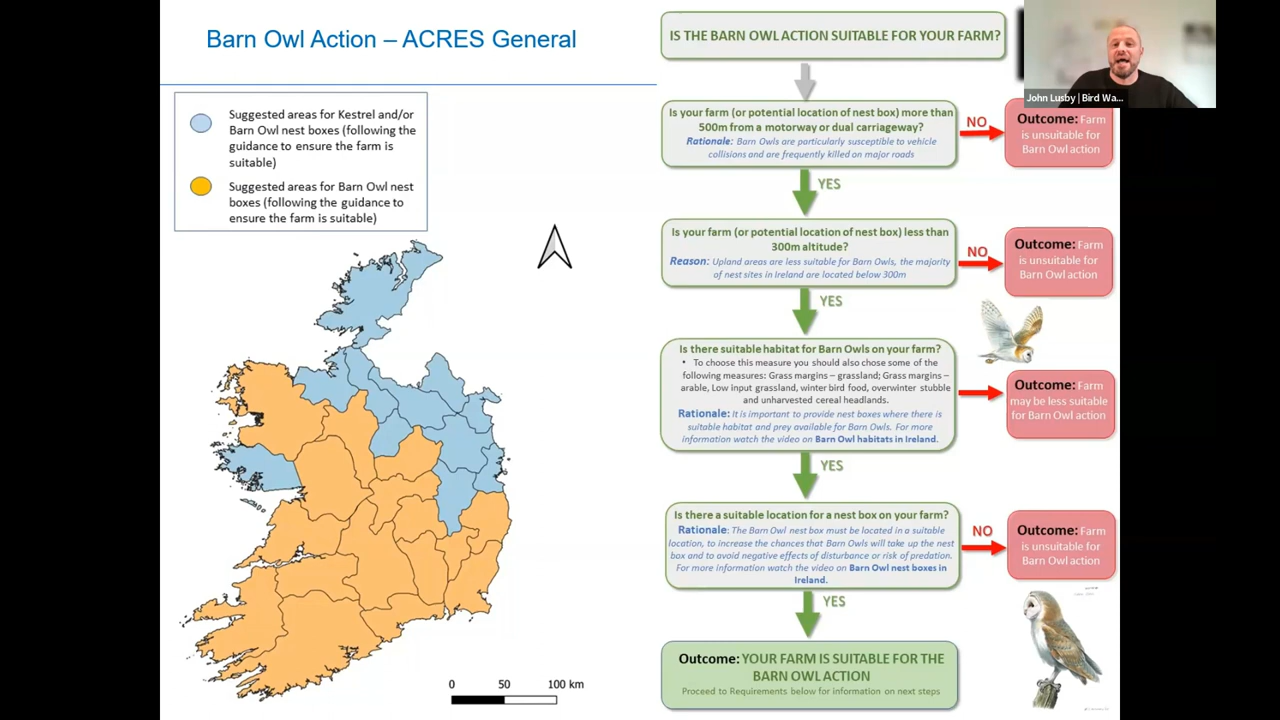 Barn Owl Action – ACRES General
Suggested areas for Kestrel and/or
Barn Owl nest boxes (following the
guidance to ensure the farm is
suitable)
Suggested areas for Barn Owl nest
boxes (following the guidance to
ensure the farm is suitable)
0 50 100 km
IS THE BARN OWL ACTION SUITABLE FOR YOUR FARM?
John Lusby | Bird Wa...
Is your farm (or potential location of nest box) more than
500m from a motorway or dual carriageway?
Rationale: Barn Owls are particularly susceptible to vehicle
collisions and are frequently killed on major roads
NO
Outcome: Farm
is unsuitable for
Barn Owl action
YES
Is your farm (or potential location of nest box) less than
300m altitude?
Reason: Upland areas are less suitable for Barn Owls, the majority
of nest sites in Ireland are located below 300m
NO
Outcome: Farm
is unsuitable for
Barn Owl action
YES
Is there suitable habitat for Barn Owls on your farm?
• To choose this measure you should also chose some of the
following measures: Grass margins – grassland; Grass margins –
arable, Low input grassland, winter bird food, overwinter stubble
and unharvested cereal headlands.
Rationale: It is important to provide nest boxes where there is
suitable habitat and prey available for Barn Owls. For more
information watch the video on Barn Owl habitats in Ireland.
Outcome: Farm
may be less suitable
for Barn Owl action
YES
Is there a suitable location for a nest box on your farm?
Rationale: The Barn Owl nest box must be located in a suitable
location, to increase the chances that Barn Owls will take up the nest
box and to avoid negative effects of disturbance or risk of predation.
For more information watch the video on Barn Owl nest boxes in
Ireland.
NO
Outcome: Farm
is unsuitable for
Barn Owl action
YES
Outcome: YOUR FARM IS SUITABLE FOR THE
BARN OWL ACTION
Proceed to Requirements below for information on next steps